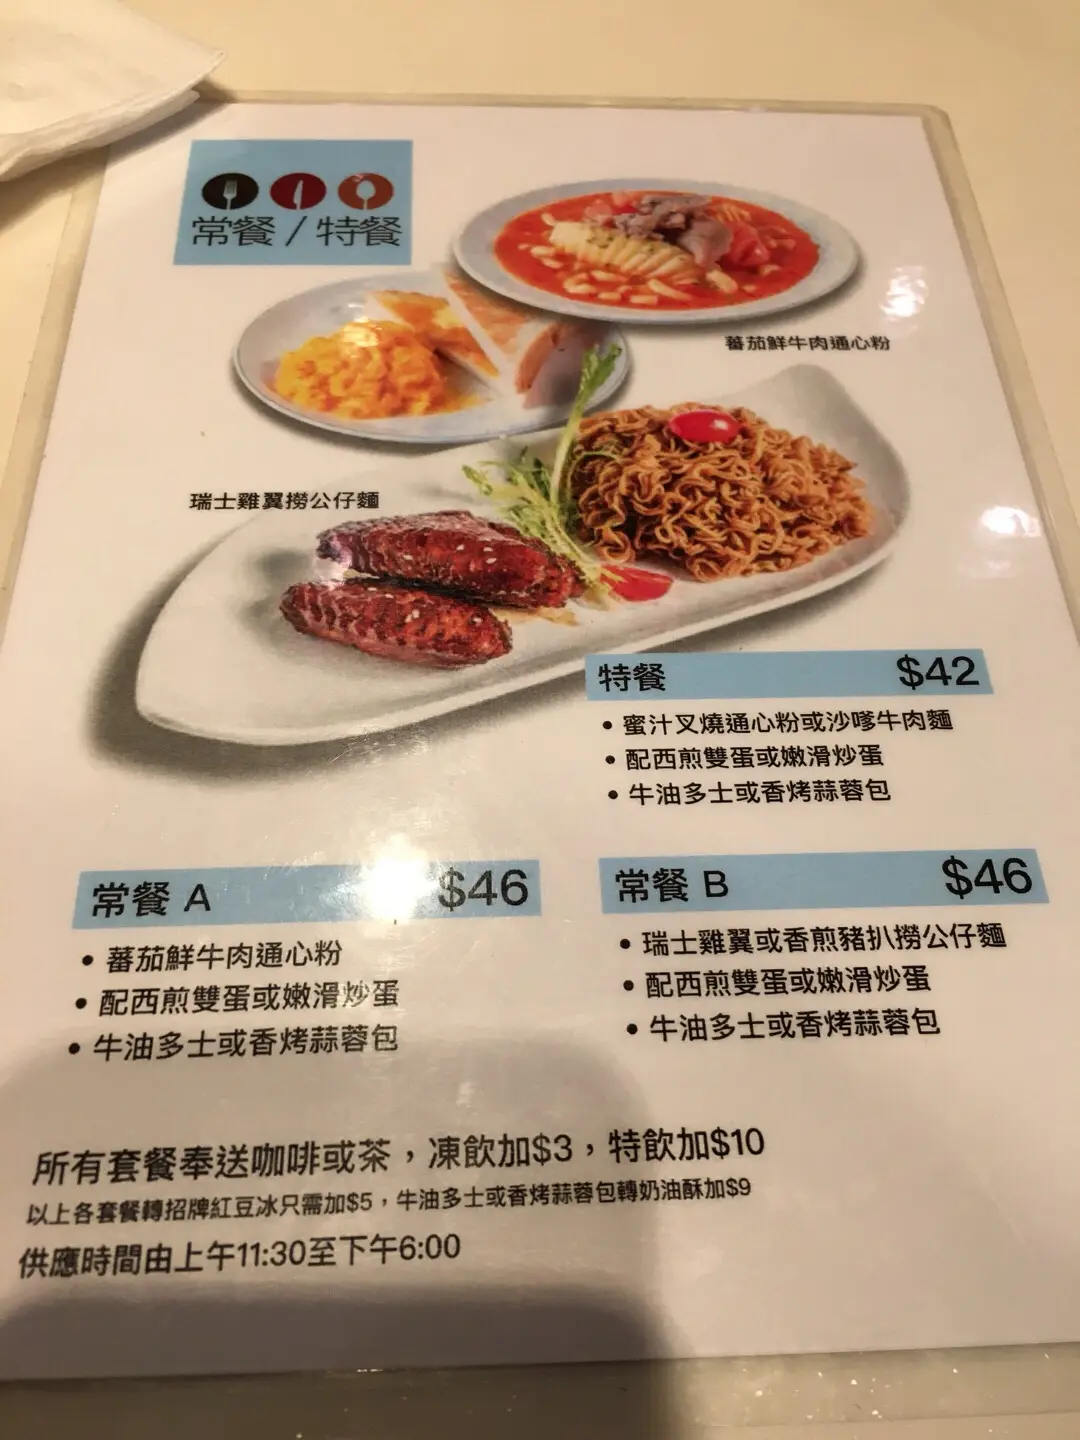 常餐 / 特餐
蕃茄鮮牛肉通心粉
瑞士雞翼撈公仔麵
特餐 $42
• 蜜汁叉燒通心粉或沙嗲牛肉麵
• 配西煎雙蛋或嫩滑炒蛋
• 牛油多士或香烤蒜蓉包
常餐 A $46
• 蕃茄鮮牛肉通心粉
• 配西煎雙蛋或嫩滑炒蛋
• 牛油多士或香烤蒜蓉包
常餐 B $46
• 瑞士雞翼或香煎豬扒撈公仔麵
• 配西煎雙蛋或嫩滑炒蛋
• 牛油多士或香烤蒜蓉包
所有套餐奉送咖啡或茶，凍飲加$3，特飲加$10
以上各套餐轉招牌紅豆冰只需加$5，牛油多士或香烤蒜蓉包轉奶油酥加$9
供應時間由上午11:30至下午6:00